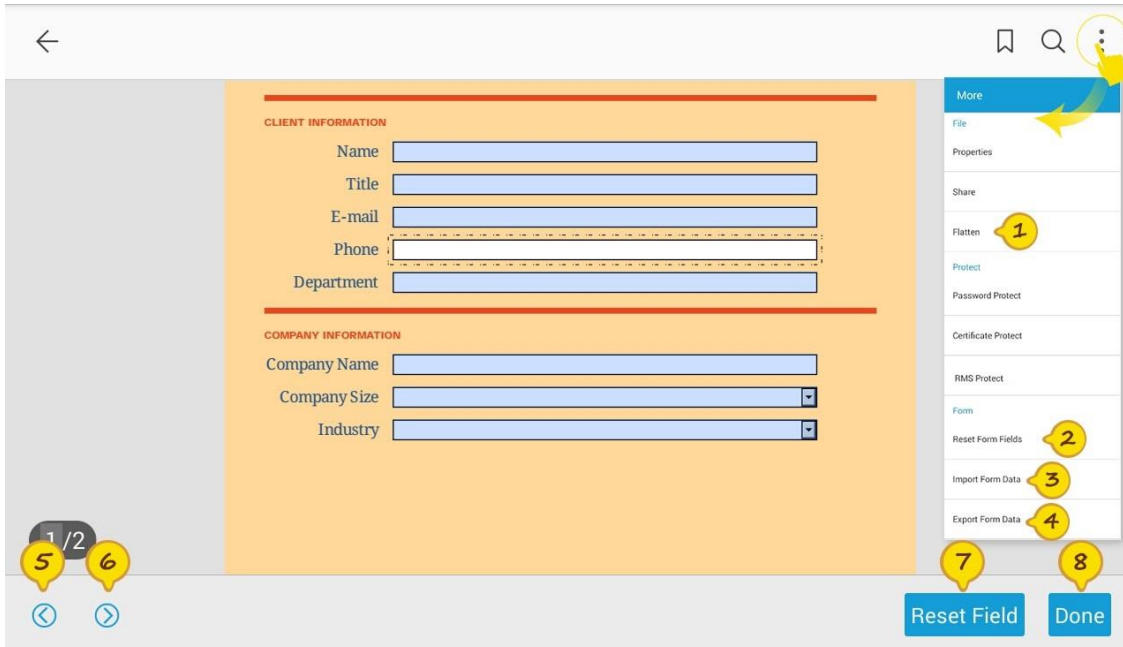 More
File
Properties
Share
Flatten 1
Protect
Password Protect
Certificate Protect
RMS Protect
Form
Reset Form Fields 2
Import Form Data 3
Export Form Data 4
CLIENT INFORMATION
Name
Title
E-mail
Phone
Department
COMPANY INFORMATION
Company Name
Company Size
Industry
1/2
5 6 7 8
Reset Field Done